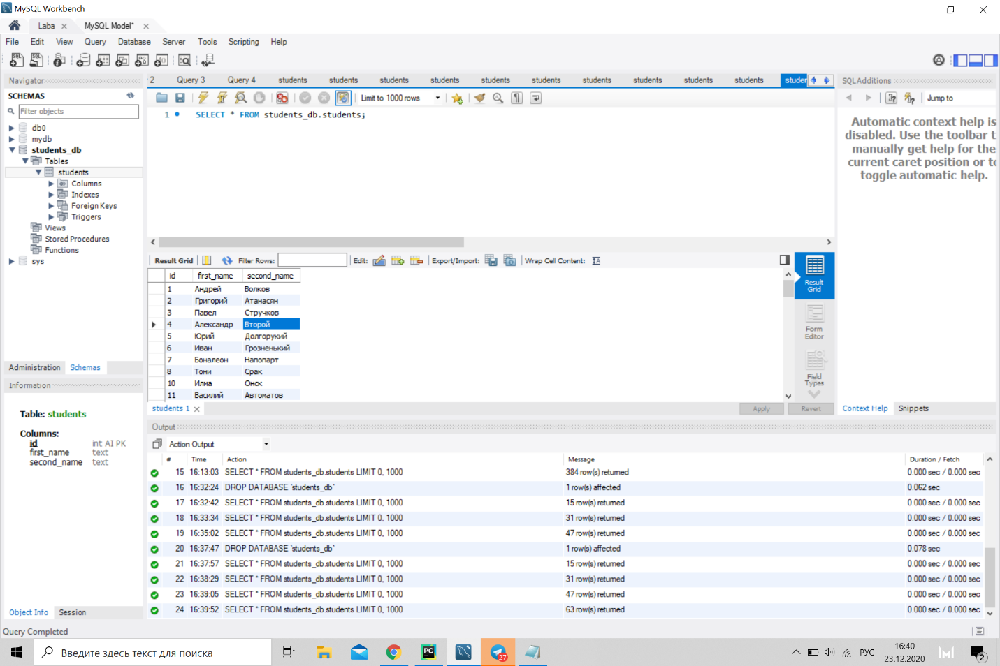 MySQL Workbench
Laba
MySQL Model*
File Edit View Query Database Server Tools Scripting Help
Navigator
SCHEMAS
Filter objects
db0
mydb
students_db
Tables
students
Columns
Indexes
Foreign Keys
Triggers
Views
Stored Procedures
Functions
sys
Administration Schemas
Information
Table: students
Columns:
id int AI PK
first_name text
second_name text
Object Info Session
Query Completed
2 Query 3 Query 4 students students students students students students students students students students studer
Limit to 1000 rows
1 SELECT * FROM students_db.students;
Result Grid Filter Rows: Edit: Export/Import: Wrap Cell Content:
id first_name second_name
1 Андрей Волков
2 Григорий Атанасян
3 Павел Стручков
4 Александр Второй
5 Юрий Долгорукий
6 Иван Грозненький
7 Боналеон Напопарт
8 Тони Срак
10 Илма Онск
11 Василий Автоматов
Result
Grid
Form
Editor
Field
Types
students 1
Apply Revert
Output
Action Output
# Time Action Message Duration / Fetch
15 16:13:03 SELECT * FROM students_db.students LIMIT 0, 1000 384 row(s) returned 0.000 sec / 0.000 sec
16 16:32:24 DROP DATABASE `students_db` 1 row(s) affected 0.062 sec
17 16:32:42 SELECT * FROM students_db.students LIMIT 0, 1000 15 row(s) returned 0.000 sec / 0.000 sec
18 16:33:34 SELECT * FROM students_db.students LIMIT 0, 1000 31 row(s) returned 0.000 sec / 0.000 sec
19 16:35:02 SELECT * FROM students_db.students LIMIT 0, 1000 47 row(s) returned 0.000 sec / 0.000 sec
20 16:37:47 DROP DATABASE `students_db` 1 row(s) affected 0.078 sec
21 16:37:57 SELECT * FROM students_db.students LIMIT 0, 1000 15 row(s) returned 0.000 sec / 0.000 sec
22 16:38:29 SELECT * FROM students_db.students LIMIT 0, 1000 31 row(s) returned 0.000 sec / 0.000 sec
23 16:39:05 SELECT * FROM students_db.students LIMIT 0, 1000 47 row(s) returned 0.000 sec / 0.000 sec
24 16:39:52 SELECT * FROM students_db.students LIMIT 0, 1000 63 row(s) returned 0.000 sec / 0.000 sec
SQLAdditions
Jump to
Automatic context help is
disabled. Use the toolbar t
manually get help for the
current caret position or to
toggle automatic help.
Context Help Snippets
Введите здесь текст для поиска
PC
27
РУС
16:40
23.12.2020
2